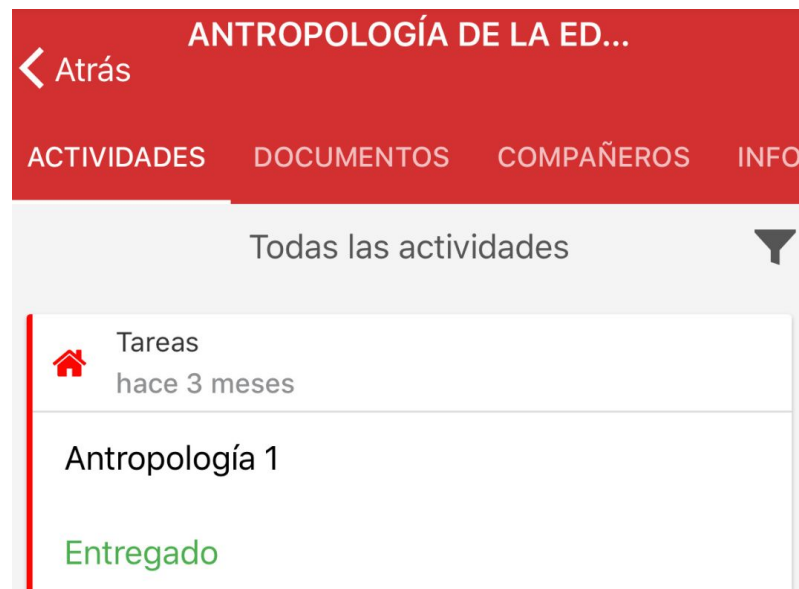 ANTROPOLOGÍA DE LA ED...
Atrás
ACTIVIDADES DOCUMENTOS COMPAÑEROS INFO
Todas las actividades
Tareas
hace 3 meses
Antropología 1
Entregado